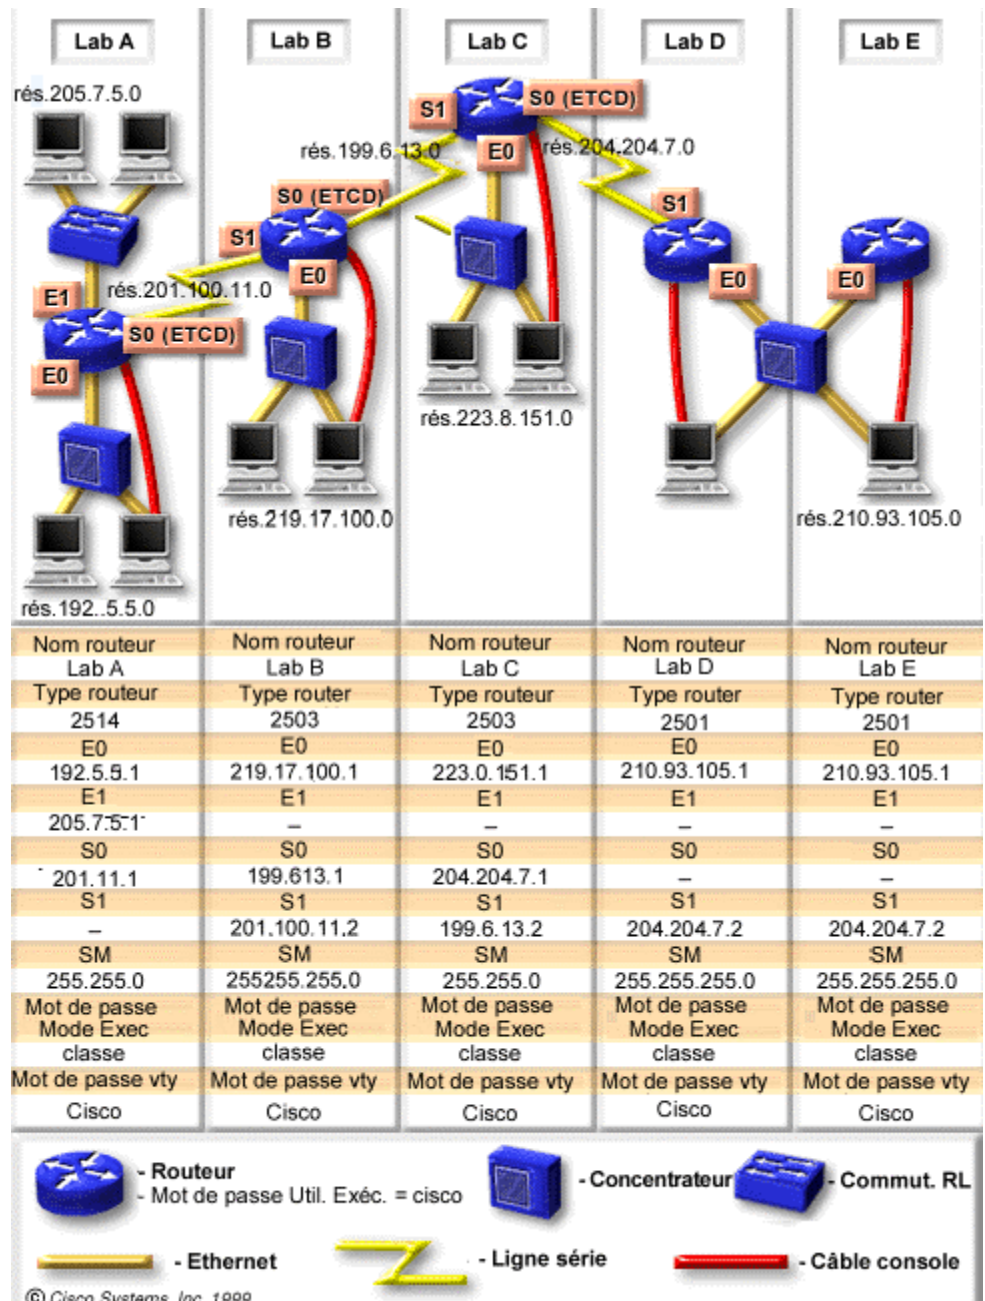 Lab A
Lab B
Lab C
Lab D
Lab E
rés.205.7.5.0
S1
S0 (ETCD)
rés.199.6.13.0
E0
rés.204.204.7.0
S0 (ETCD)
S1
S1
E0
E0
E0
E1
rés.201.100.11.0
S0 (ETCD)
E0
rés.223.8.151.0
rés.219.17.100.0
rés.210.93.105.0
rés.192..5.5.0
Nom routeur Nom routeur Nom routeur Nom routeur Nom routeur
Lab A Lab B Lab C Lab D Lab E
Type routeur Type router Type routeur Type router Type router
2514 2503 2503 2501 2501
E0 E0 E0 E0 E0
192.5.5.1 219.17.100.1 223.0.151.1 210.93.105.1 210.93.105.1
E1 E1 E1 E1 E1
205.7.5.1 – – – –
S0 S0 S0 S0 S0
201.11.1 199.613.1 204.204.7.1 – –
S1 S1 S1 S1 S1
– 201.100.11.2 199.6.13.2 204.204.7.2 204.204.7.2
SM SM SM SM SM
255.255.0 255255.255.0 255.255.0 255.255.255.0 255.255.255.0
Mot de passe Mot de passe Mot de passe Mot de passe Mot de passe
Mode Exec Mode Exec Mode Exec Mode Exec Mode Exec
classe classe classe classe classe
Mot de passe vty Mot de passe vty Mot de passe vty Mot de passe vty Mot de passe vty
Cisco Cisco Cisco Cisco Cisco
- Routeur
- Mot de passe Util. Exéc. = cisco
- Concentrateur
- Commut. RL
- Ethernet
- Ligne série
- Câble console
© Cisco Systems, Inc. 1999